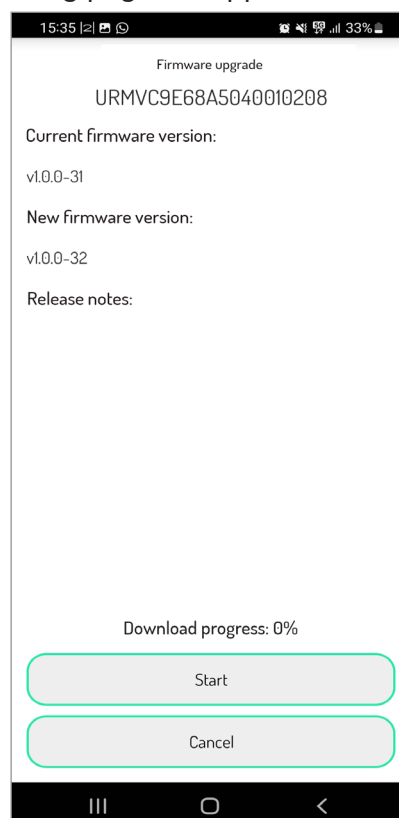 15:35
33%
Firmware upgrade
URMVC9E68A5040010208
Current firmware version:
v1.0.0-31
New firmware version:
v1.0.0-32
Release notes:
Download progress: 0%
Start
Cancel